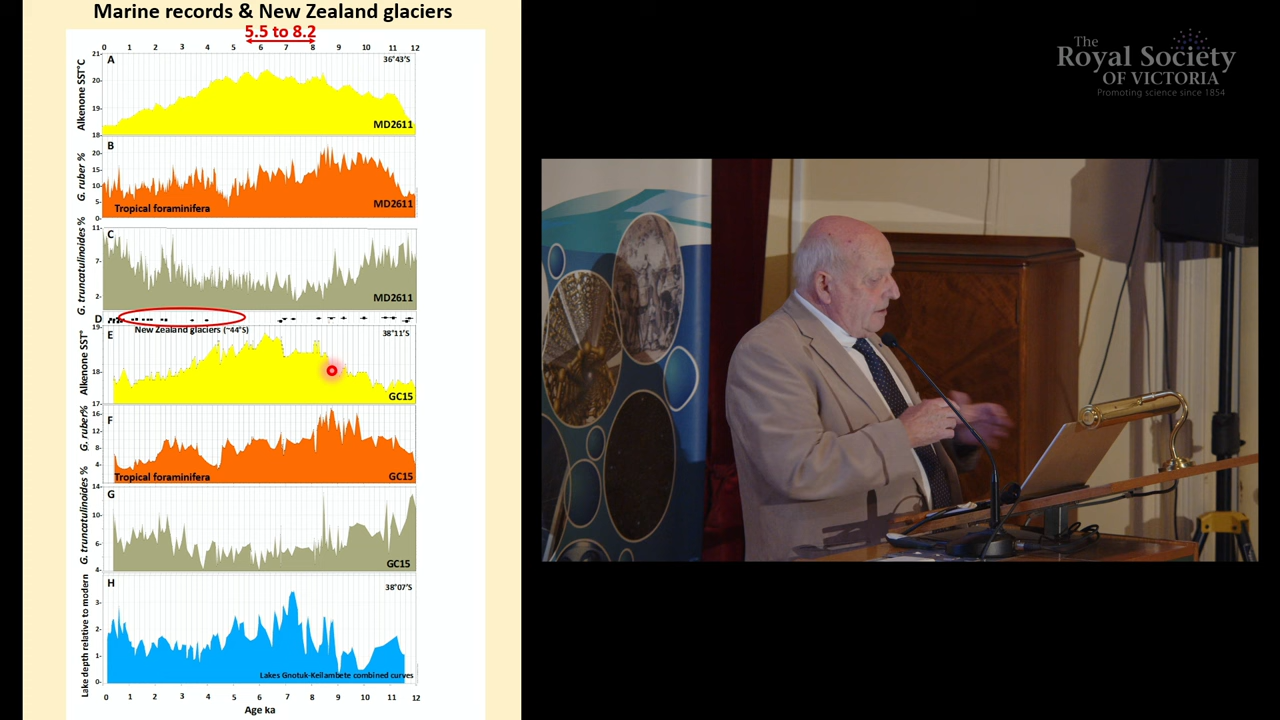 Marine records & New Zealand glaciers
5.5 to 8.2
0 1 2 3 4 5 6 7 8 9 10 11 12
A
36°43'S
21
20
19
18
Alkenone SST°C
MD2611
B
20
15
10
5
0
G. ruber %
Tropical foraminifera
MD2611
C
11
7
2
G. truncatulinoides %
MD2611
D
New Zealand glaciers (~44°S)
E
38°11'S
19
18
17
Alkenone SST°
GC15
F
16
12
8
4
G. ruber%
Tropical foraminifera
GC15
G
14
10
6
4
G. truncatulinoides %
GC15
H
38°07'S
3
2
1
0
Lake depth relative to modern
Lakes Gnotuk-Keilambete combined curves
0 1 2 3 4 5 6 7 8 9 10 11 12
Age ka
The
Royal Society
OF VICTORIA
Promoting science since 1854